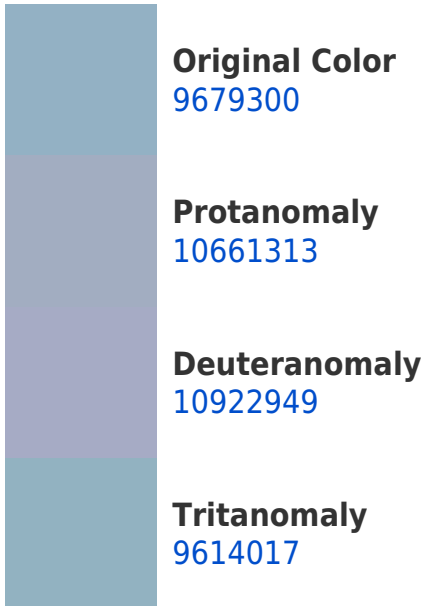 Original Color
9679300
Protanomaly
10661313
Deuteranomaly
10922949
Tritanomaly
9614017